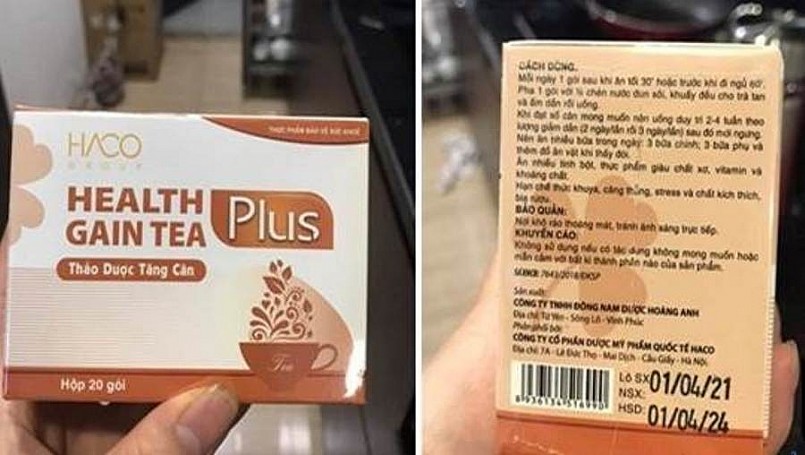 THỰC PHẨM BẢO VỆ SỨC KHOẺ
HACO
GROUP
HEALTH
GAIN TEA
Plus
Thảo Dược Tăng Cân
Tea
Hộp 20 gói
CÁCH DÙNG.
Mỗi ngày 1 gói sau khi ăn tối 30' hoặc trước khi đi ngủ 60'.
Pha 1 gói với ½ chén nước đun sôi, khuấy đều cho trà tan
và ấm dần rồi uống.
Khi đạt số cân mong muốn nên uống duy trì 2-4 tuần theo
lượng giảm dần (2 ngày/lần rồi 3 ngày/lần) sau đó mới ngưng.
Nên ăn nhiều bữa trong ngày: 3 bữa chính; 3 bữa phụ và
thêm đồ ăn vặt khi thấy đói.
Ăn nhiều tinh bột, thực phẩm giàu chất xơ, vitamin và
khoáng chất.
Hạn chế thức khuya, căng thẳng, stress và chất kích thích,
bia rượu.
BẢO QUẢN:
Nơi khô ráo thoáng mát, tránh ánh sáng trực tiếp.
KHUYẾN CÁO:
Không sử dụng nếu có tác dụng không mong muốn hoặc
mẫn cảm với bất kì thành phần nào của sản phẩm.
7643/2018/ĐKSP
Sản xuất:
CÔNG TY TNHH ĐÔNG NAM DƯỢC HOÀNG ANH
Địa chỉ: Tứ Yên - Sông Lô - Vĩnh Phúc
Phân phối bởi:
CÔNG TY CỔ PHẦN DƯỢC MỸ PHẨM QUỐC TẾ HACO
Địa chỉ: 7A - Lê Đức Thọ - Mai Dịch - Cầu Giấy - Hà Nội.
Lô SX 01/04/21
NSX:
HSD: 01/04/24
8936134516990